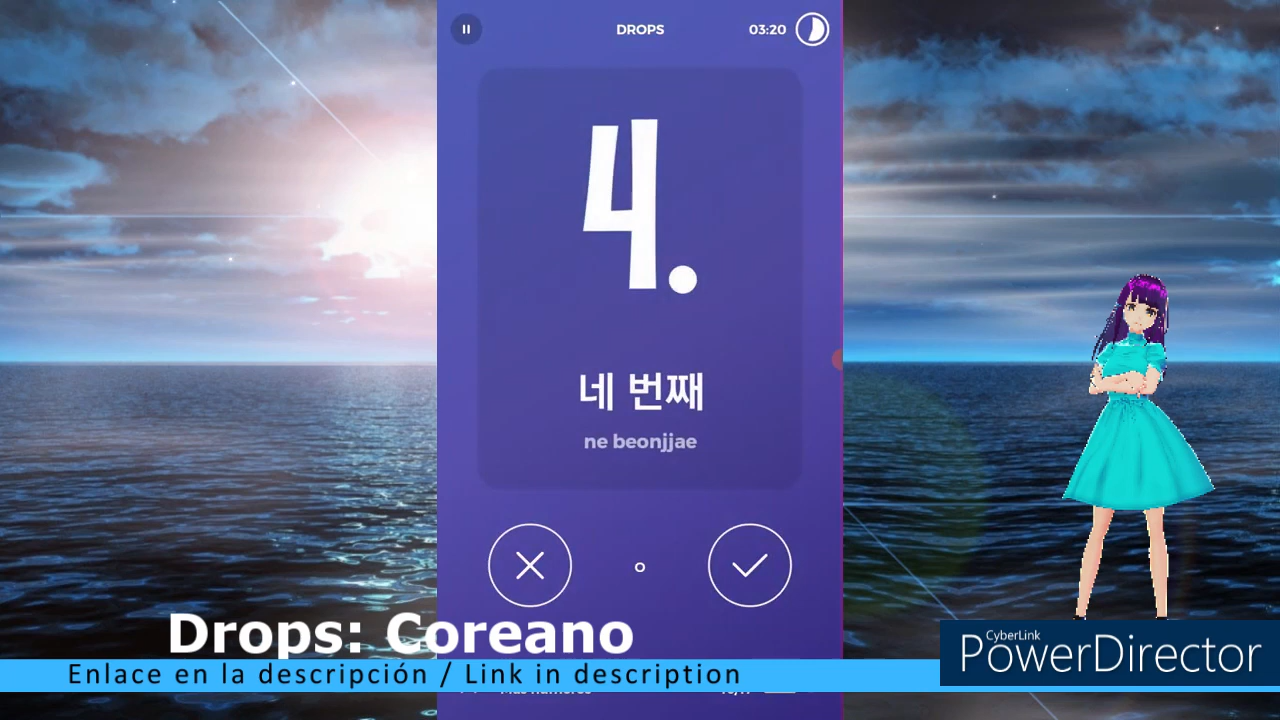 DROPS
03:20
4.
네 번째
ne beonjjae
o
Drops: Coreano
Enlace en la descripción / Link in description
CyberLink
PowerDirector